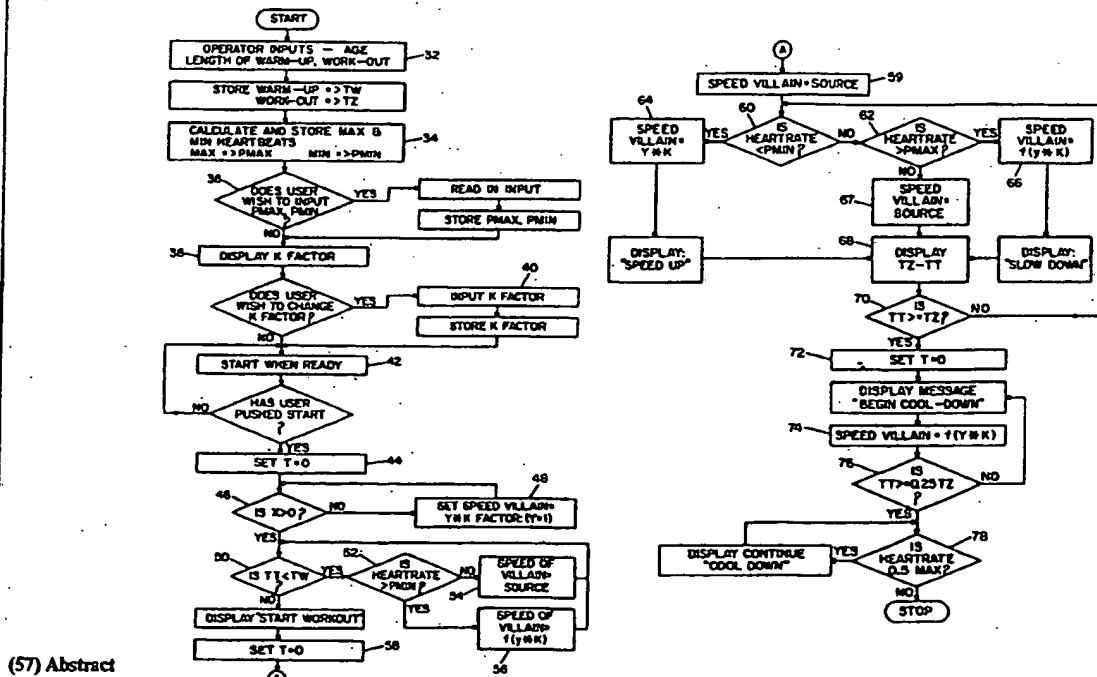 START
OPERATOR INPUTS — AGE
LENGTH OF WARM-UP, WORK-OUT
32
STORE WARM-UP =>TW
WORK-OUT =>TZ
CALCULATE AND STORE MAX &
MIN HEARTBEATS
MAX =>PMAX MIN =>PMIN
34
36
DOES USER
WISH TO INPUT
PMAX, PMIN
?
YES
READ IN INPUT
STORE PMAX, PMIN
NO
38
DISPLAY K FACTOR
DOES USER
WISH TO CHANGE
K FACTOR?
YES
40
INPUT K FACTOR
STORE K FACTOR
NO
START WHEN READY
42
HAS USER
PUSHED START
?
NO
YES
SET T=0
44
46
IS X>0?
NO
48
SET SPEED VILLAIN=
Y*K FACTOR:(Y=1)
YES
50
IS TT<TW
?
YES
52
IS
HEARTRATE
>PMIN?
NO
SPEED OF
VILLAIN=
SOURCE
54
YES
SPEED OF
VILLAIN=
f(y*K)
56
NO
DISPLAY START WORKOUT
SET T=0
58
A
A
SPEED VILLAIN=SOURCE
59
60
IS
HEARTRATE
<PMIN?
YES
64
SPEED
VILLAIN=
Y*K
NO
62
IS
HEARTRATE
>PMAX?
YES
SPEED
VILLAIN=
f(y*K)
66
NO
67
SPEED
VILLAIN=
SOURCE
DISPLAY:
"SPEED UP"
68
DISPLAY
TZ-TT
DISPLAY:
"SLOW DOWN"
70
IS
TT>=TZ?
NO
YES
72
SET T=0
DISPLAY MESSAGE
"BEGIN COOL-DOWN"
74
SPEED VILLAIN = f(Y*K)
76
IS
TT>=0.25TZ
?
NO
YES
DISPLAY CONTINUE
"COOL DOWN"
YES
IS
HEARTRATE
0.5 MAX?
78
NO
STOP
(57) Abstract